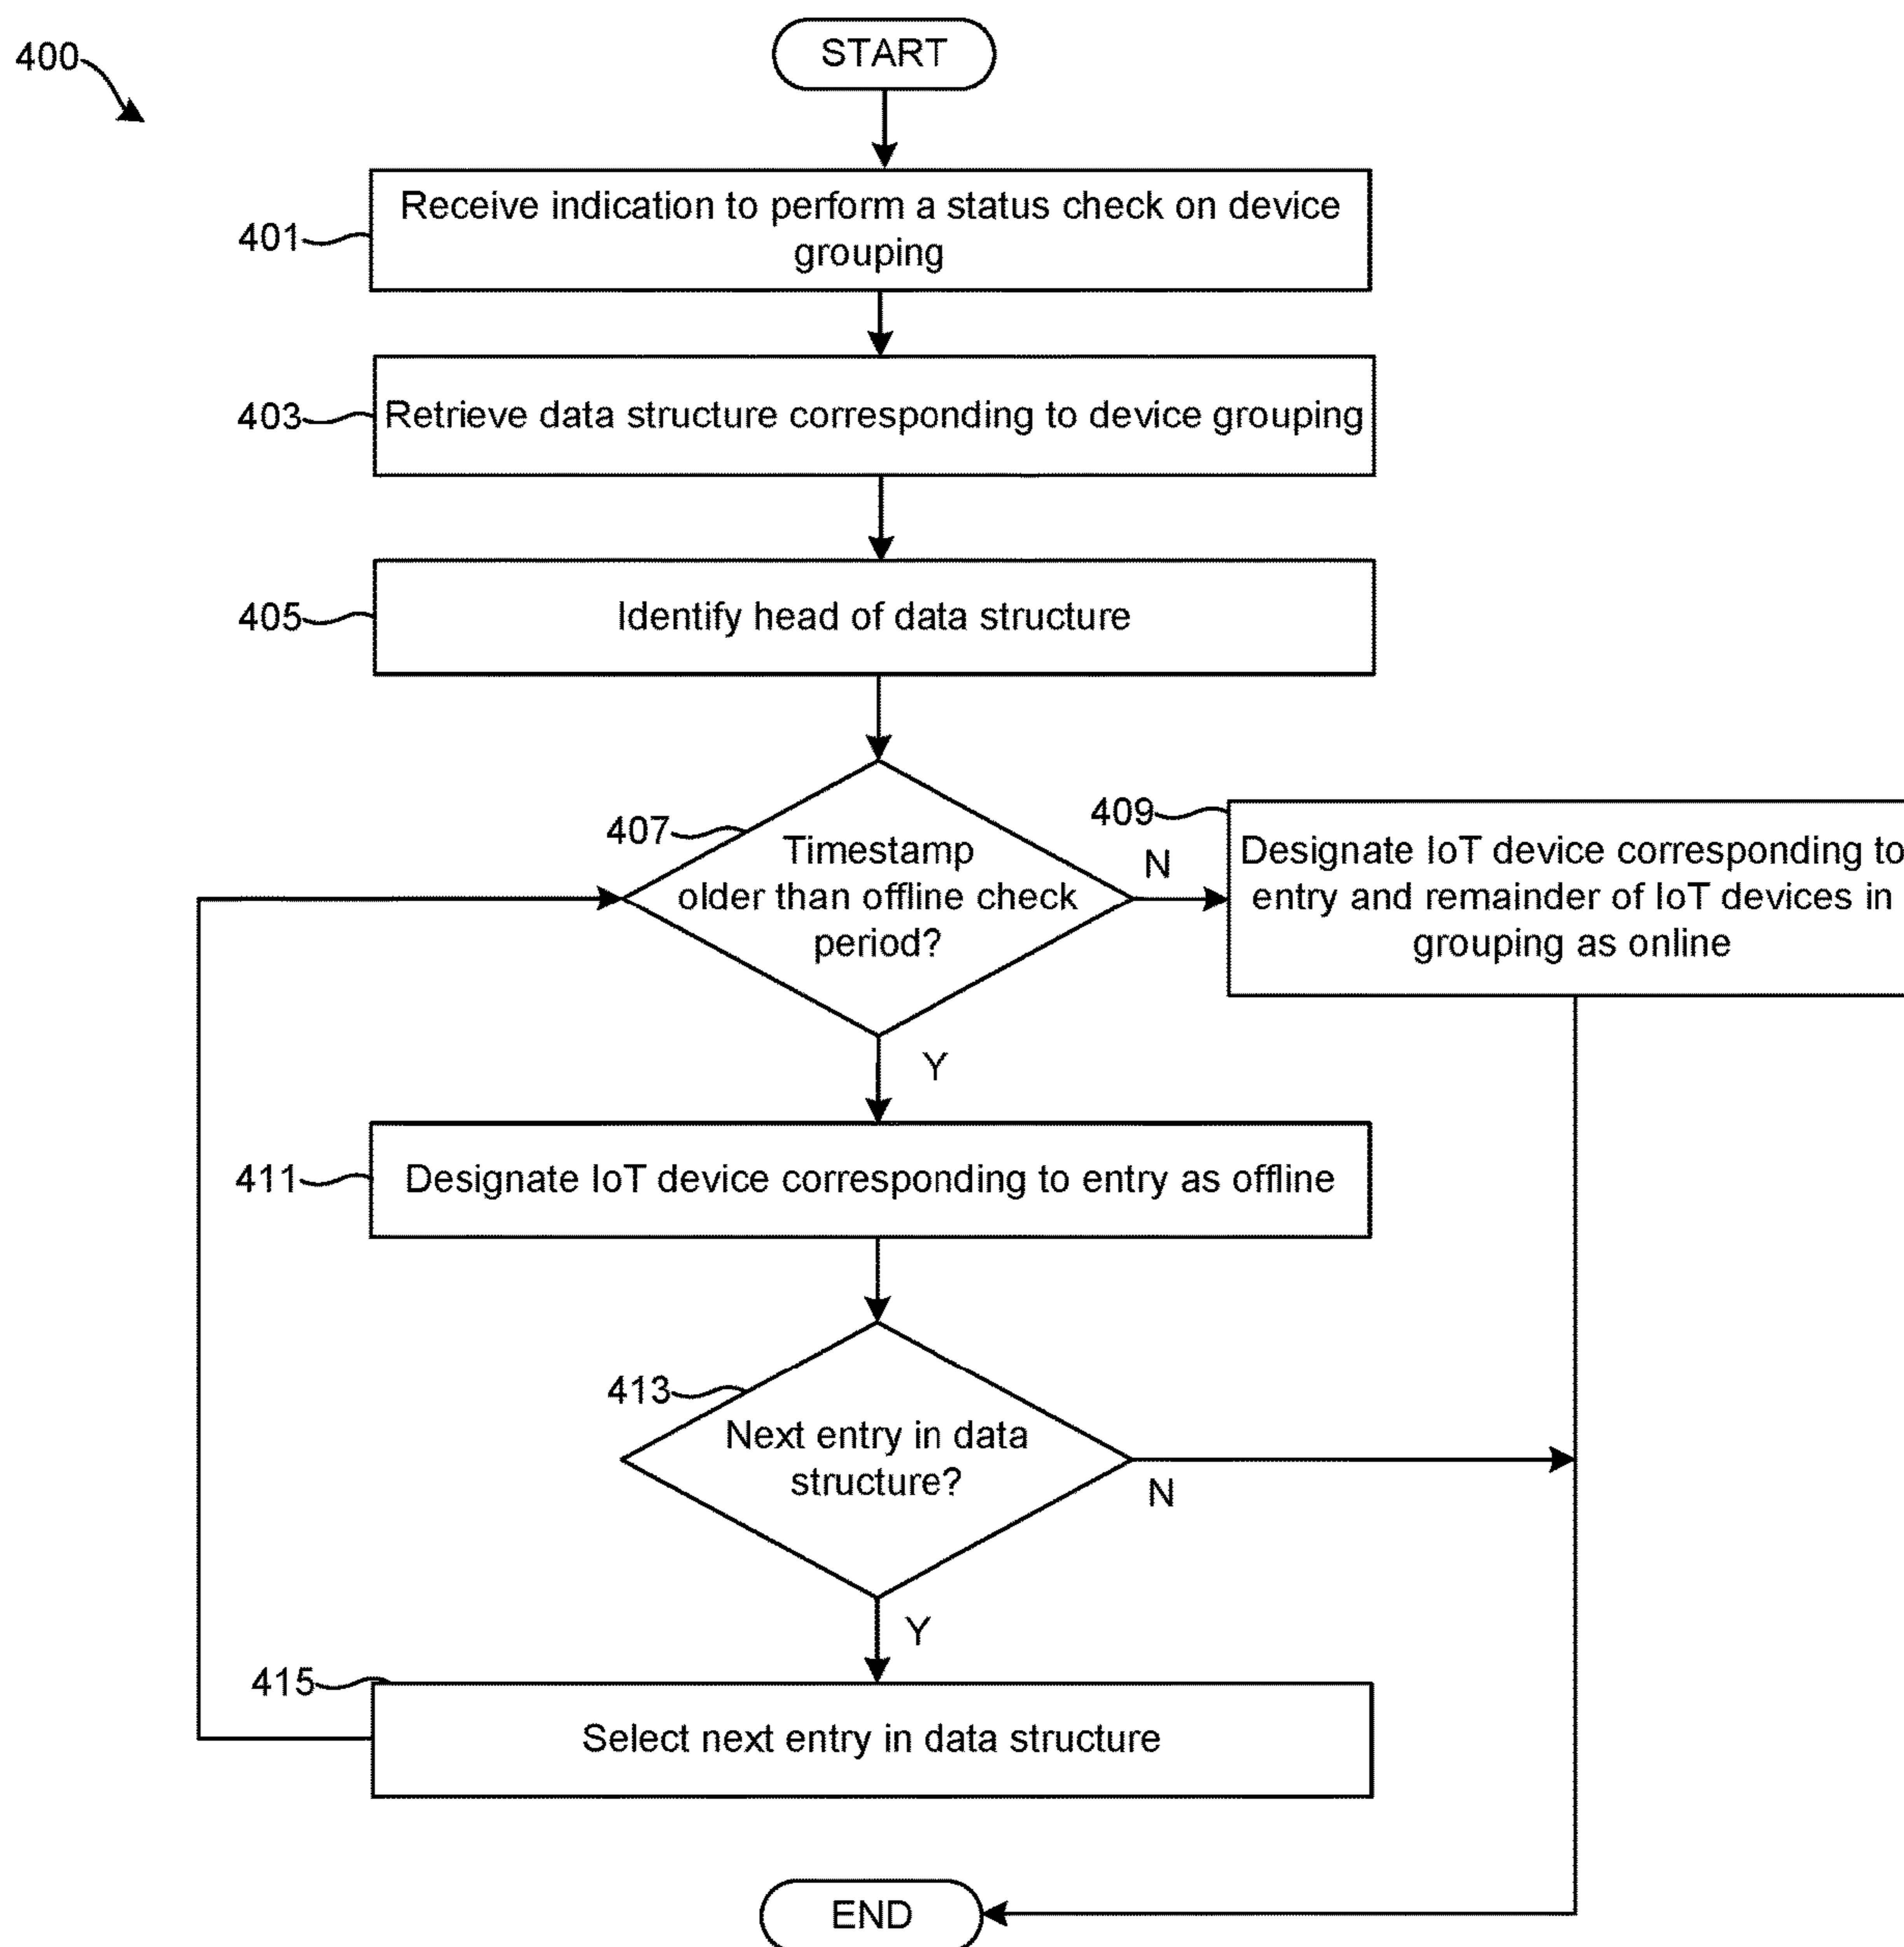 400
START
401
Receive indication to perform a status check on device
grouping
403
Retrieve data structure corresponding to device grouping
405
Identify head of data structure
407
Timestamp
older than offline check
period?
N
409
Designate IoT device corresponding to
entry and remainder of IoT devices in
grouping as online
Y
411
Designate IoT device corresponding to entry as offline
413
Next entry in data
structure?
N
Y
415
Select next entry in data structure
END